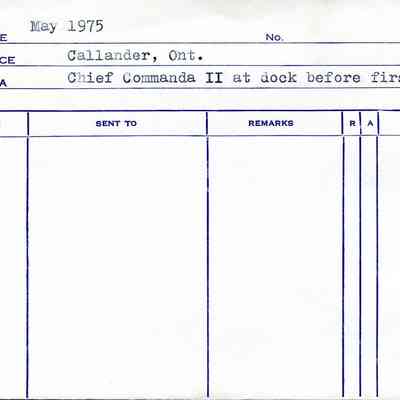 E May 1975 No.
CE Callander, Ont.
A Chief Commanda II at dock before firs
SENT TO REMARKS R A